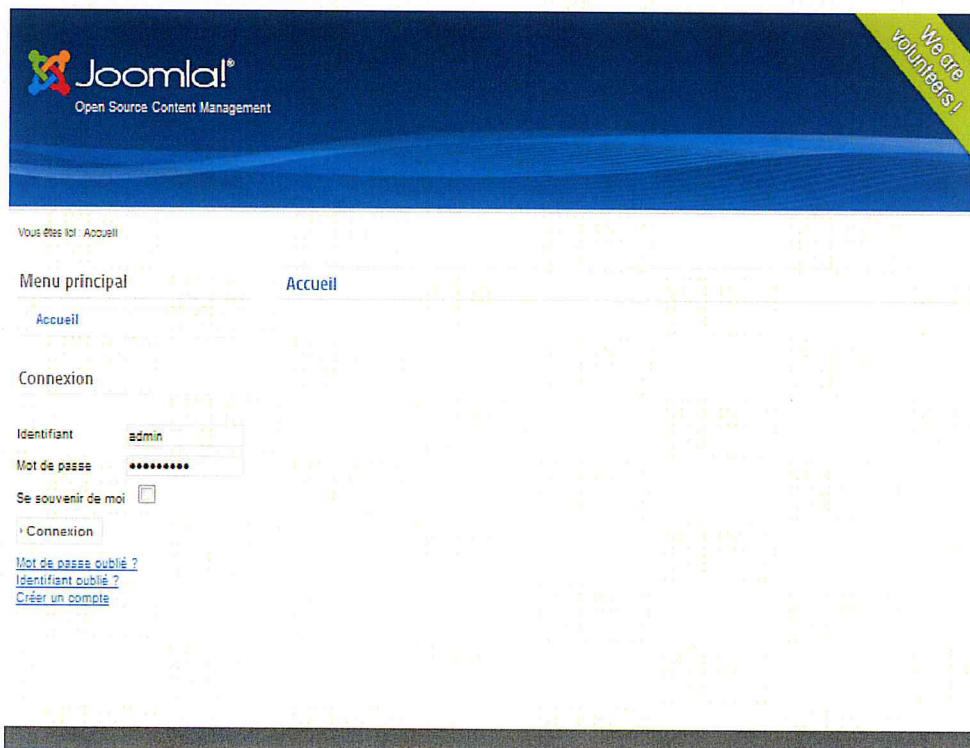 Joomla!®
Open Source Content Management
We are
volunteers !
Vous êtes ici : Accueil
Menu principal
Accueil
Accueil
Connexion
Identifiant admin
Mot de passe •••••••••
Se souvenir de moi
Connexion
Mot de passe oublié ?
Identifiant oublié ?
Créer un compte